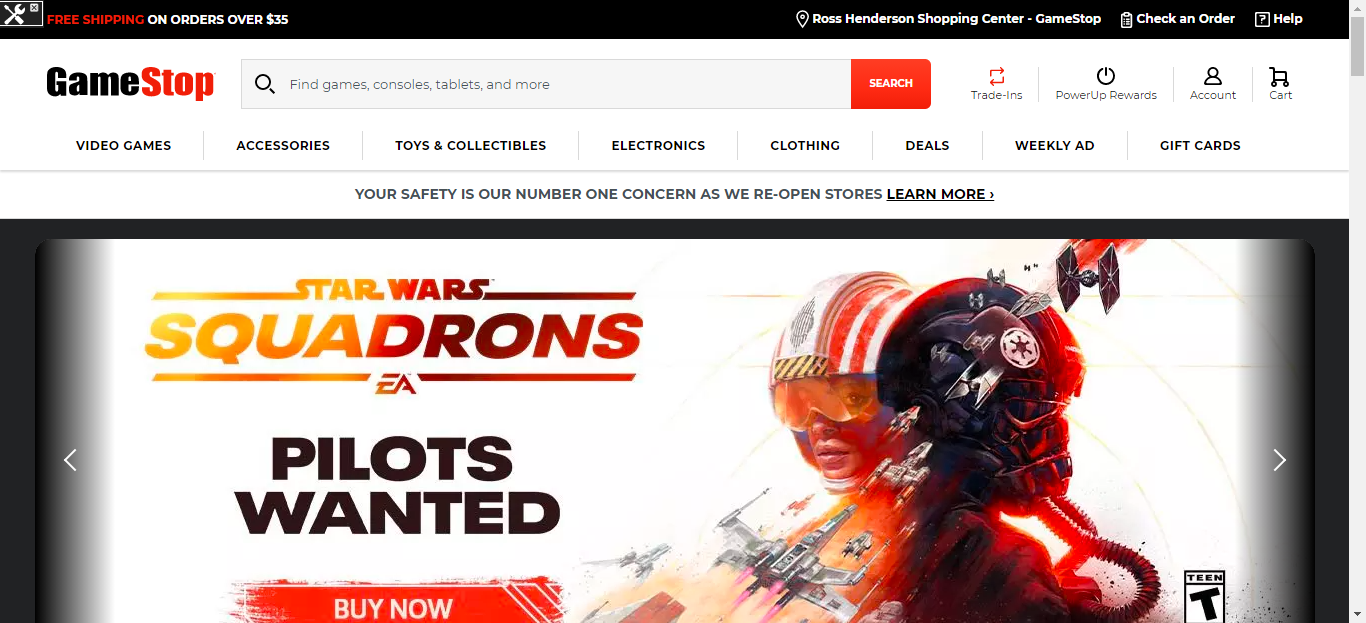 FREE SHIPPING ON ORDERS OVER $35
Ross Henderson Shopping Center - GameStop
Check an Order
? Help
GameStop
Find games, consoles, tablets, and more
SEARCH
Trade-Ins
PowerUp Rewards
Account
Cart
VIDEO GAMES
ACCESSORIES
TOYS & COLLECTIBLES
ELECTRONICS
CLOTHING
DEALS
WEEKLY AD
GIFT CARDS
YOUR SAFETY IS OUR NUMBER ONE CONCERN AS WE RE-OPEN STORES LEARN MORE ›
STAR WARS
SQUADRONS
EA
PILOTS
WANTED
BUY NOW
TEEN
T